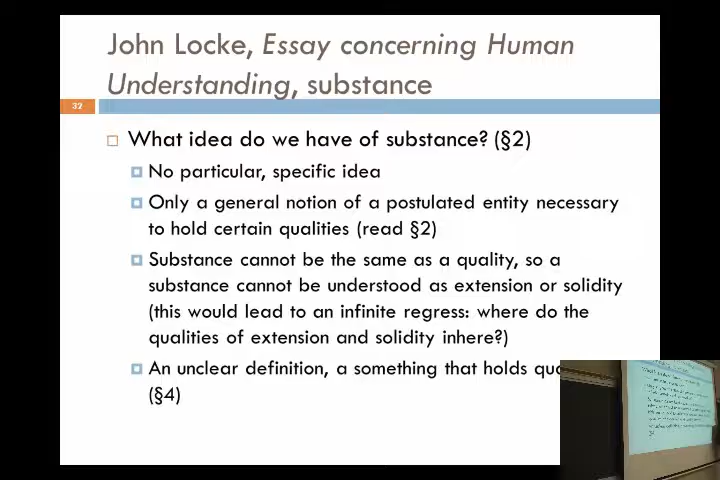 John Locke, Essay concerning Human
Understanding, substance
32
What idea do we have of substance? (§2)
No particular, specific idea
Only a general notion of a postulated entity necessary
to hold certain qualities (read §2)
Substance cannot be the same as a quality, so a
substance cannot be understood as extension or solidity
(this would lead to an infinite regress: where do the
qualities of extension and solidity inhere?)
An unclear definition, a something that holds
(§4)